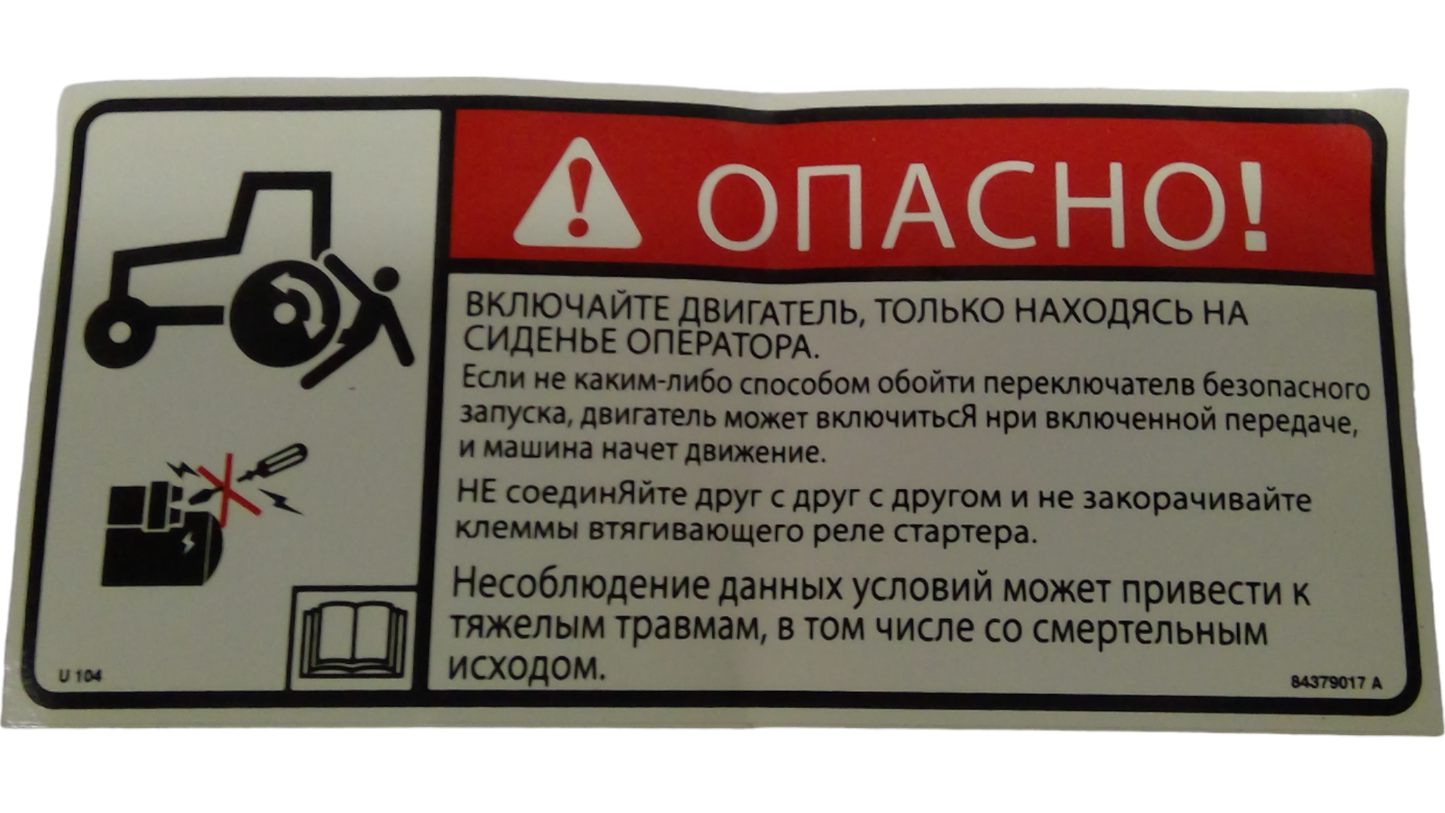 ОПАСНО!
ВКЛЮЧАЙТЕ ДВИГАТЕЛЬ, ТОЛЬКО НАХОДЯСЬ НА
СИДЕНЬЕ ОПЕРАТОРА.
Если не каким-либо способом обойти переключателв безопасного
запуска, двигатель может включитьсЯ нри включенной передаче,
и машина начет движение.
НЕ соединЯйте друг с друг с другом и не закорачивайте
клеммы втягивающего реле стартера.
Несоблюдение данных условий может привести к
тяжелым травмам, в том числе со смертельным
исходом.
U 104
84379017 A